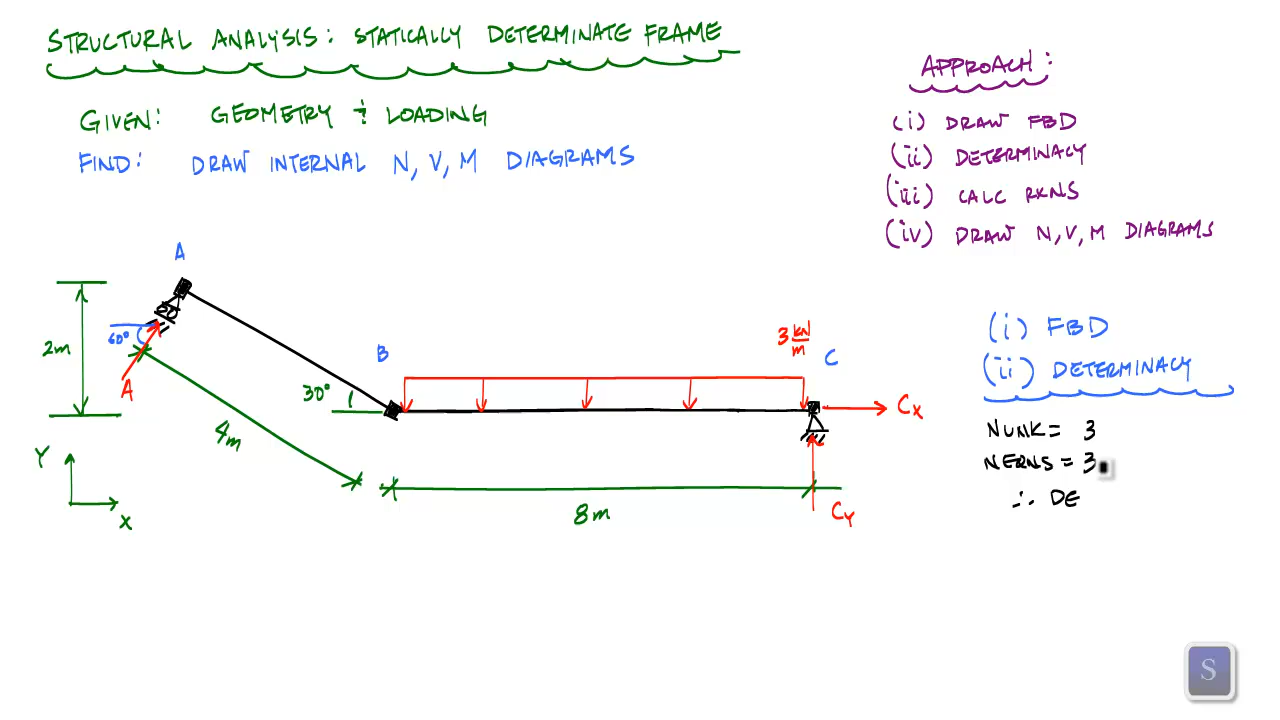 STRUCTURAL ANALYSIS: STATICALLY DETERMINATE FRAME
GIVEN: GEOMETRY & LOADING
FIND: DRAW INTERNAL N, V, M DIAGRAMS
APPROACH:
(i) DRAW FBD
(ii) DETERMINACY
(iii) CALC RXNS
(iv) DRAW N, V, M DIAGRAMS
A
60°
2m
A
4m
30°
B
3 kN/m
C
Cx
Cy
8m
Y
X
(i) FBD
(ii) DETERMINACY
NUNK = 3
NEQNS = 3
∴ DE
S